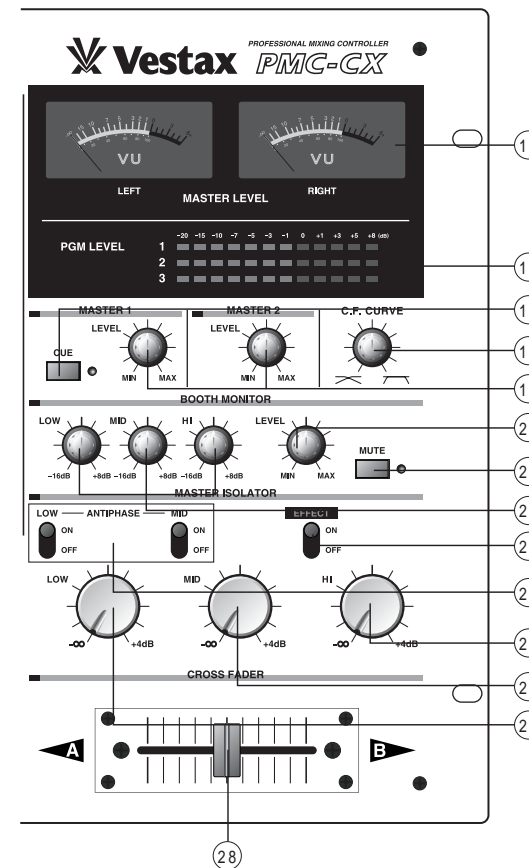 PROFESSIONAL MIXING CONTROLLER
Vestax PMC-CX
VU VU
LEFT RIGHT
MASTER LEVEL
-20 -15 -10 -7 -5 -3 -1 0 +1 +3 +5 +8 (dB)
PGM LEVEL 1
2
3
MASTER 1 MASTER 2 C.F. CURVE
LEVEL LEVEL
CUE
MIN MAX MIN MAX
BOOTH MONITOR
LOW MID HI LEVEL
MUTE
-16dB +8dB -16dB +8dB -16dB +8dB MIN MAX
MASTER ISOLATOR
LOW ANTIPHASE MID EFFECT
ON ON ON
OFF OFF OFF
LOW MID HI
-∞ +4dB -∞ +4dB -∞ +4dB
CROSS FADER
A B
28